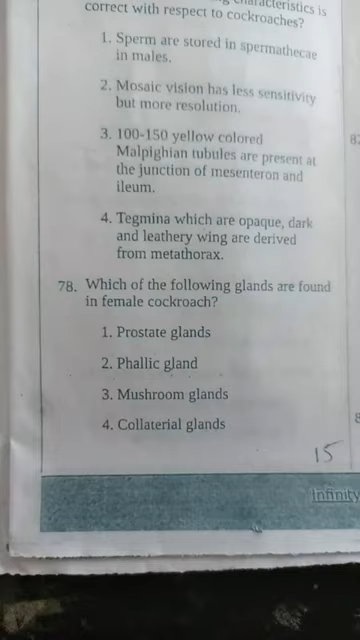 characteristics is
correct with respect to cockroaches?
1. Sperm are stored in spermathecae
in males.
2. Mosaic vision has less sensitivity
but more resolution.
3. 100-150 yellow colored
Malpighian tubules are present at
the junction of mesenteron and
ileum.
4. Tegmina which are opaque, dark
and leathery wing are derived
from metathorax.
78. Which of the following glands are found
in female cockroach?
1. Prostate glands
2. Phallic gland
3. Mushroom glands
4. Collaterial glands
15
Infinity